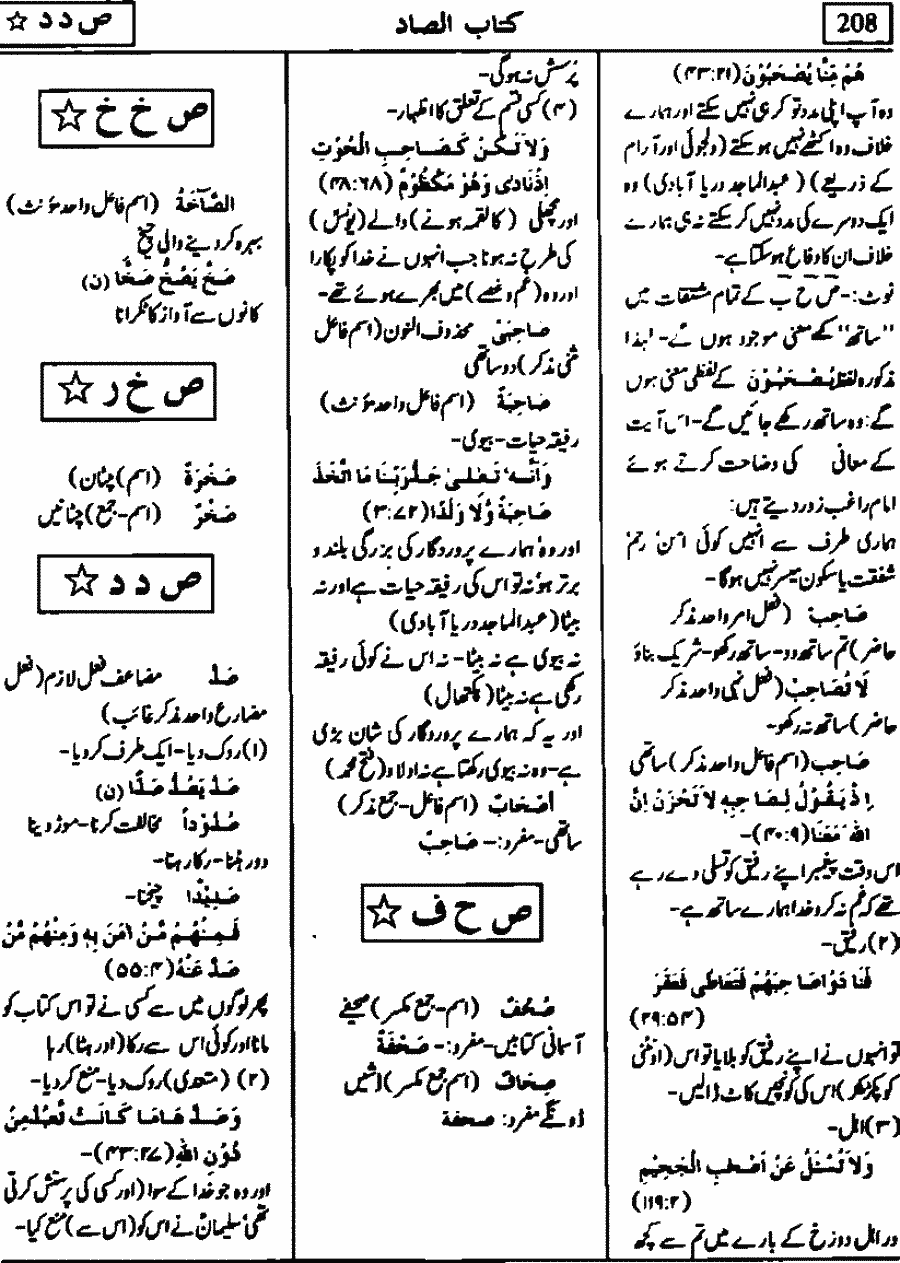 208
کتاب الصاد
ص د د ☆
هُمْ مِّنَّا یُصْحَبُوْنَ (۴۳:۲۱)
وہ آپ اپنی مدد تو کر ہی نہیں سکتے اور ہمارے
خلاف وہ اکٹھے نہیں ہو سکتے (دلجوئی اور آرام
کے ذریعے) (عبدالماجد دریا آبادی) وہ
ایک دوسرے کی مدد نہیں کر سکتے نہ ہی ہمارے
خلاف ان کا دفاع ہو سکتا ہے۔
نوٹ:۔ ص ح ب کے تمام مشتقات میں
"ساتھ" کے معنی موجود ہوں گے۔ لہذا
مذکورہ لفظ یُصْحَبُوْنَ کے لفظی معنی ہوں
گے: وہ ساتھ رکھے جائیں گے۔ اس آیت
کے معانی کی وضاحت کرتے ہوئے
امام راغب زور دیتے ہیں:
ہماری طرف سے انہیں کوئی امن، رحم،
شفقت یا سکون میسر نہیں ہوگا۔
صَاحِبْ (فعل امر واحد مذکر
حاضر) تم ساتھ دو۔ ساتھ رکھو۔ شریک بناؤ
لَا تُصَاحِبْ (فعل نہی واحد مذکر
حاضر) ساتھ نہ رکھو۔
صَاحِب (اسم فاعل واحد مذکر) ساتھی
اِذْ یَقُوْلُ لِصَاحِبِهٖ لَا تَحْزَنْ اِنَّ
اللّٰهَ مَعَنَا (۴۰:۹)۔
اس وقت پیغمبر اپنے رفیق کو تسلی دے رہے
تھے کہ غم نہ کرو خدا ہمارے ساتھ ہے۔
(۲) رفیق۔
فَنَادَوْا صَاحِبَهُمْ فَتَعَاطٰی فَعَقَرَ
(۲۹:۵۴)
تو انہوں نے اپنے رفیق کو بلایا تو اس (اونٹنی
کو پکڑ کر) اس کی کونچیں کاٹ ڈالیں۔
(۳) اہل۔
وَلَا تُسْئَلُ عَنْ اَصْحٰبِ الْجَحِیْمِ
(۱۱۹:۲)
ور اہل دوزخ کے بارے میں تم سے کچھ
پُرسش نہ ہوگی۔
(۴) کسی قسم کے تعلق کا اظہار۔
وَلَا تَکُنْ کَصَاحِبِ الْحُوْتِ
اِذْنَادٰی وَهُوَ مَکْظُوْمٌ (۴۸:۶۸)
اور مچھلی (کا لقمہ ہونے) والے (یونس)
کی طرح نہ ہونا جب انہوں نے خدا کو پکارا
اور وہ (غم و غصے) میں بھرے ہوئے تھے۔
صَاحِبَیْ محذوف النون (اسم فاعل
مثنی مذکر) دو ساتھی
صَاحِبَةً (اسم فاعل واحد مؤنث)
رفیقہ حیات۔ بیوی۔
وَاَنَّـهٗ تَعٰلٰی جَدُّ رَبِّنَا مَا اتَّخَذَ
صَاحِبَةً وَّلَا وَلَدًا (۳:۷۲)
اور وہ ہمارے پروردگار کی بزرگی بلند و
برتر ہو، نہ تو اس کی رفیقہ حیات ہے اور نہ
بیٹا (عبدالماجد دریا آبادی)
نہ بیوی ہے نہ بیٹا۔ نہ اس نے کوئی رفیقہ
رکھی ہے نہ بیٹا (پکتھال)
اور یہ کہ ہمارے پروردگار کی شان بڑی
ہے۔ وہ نہ بیوی رکھتا ہے نہ اولاد (فتح محمد)
اَصْحَابٌ (اسم فاعل۔ جمع مذکر)
ساتھی۔ مفرد:۔ صَاحِبٌ
ص ح ف ☆
صُحُفٌ (اسم۔ جمع مکسر) صحیفے
آسمانی کتابیں۔ مفرد:۔ صَحْفَةٌ
صِحَافٌ (اسم جمع مکسر) ڈشیں
ڈونگے مفرد: صحفة
ص خ خ ☆
الصَّآخَّةُ (اسم فاعل واحد مؤنث)
بہرہ کر دینے والی چیخ
صَخَّ یَصُخُّ صَخًّا (ن)
کانوں سے آواز کا ٹکرانا
ص خ ر ☆
صَخْرَةٌ (اسم) چٹان)
صَخْرٌ (اسم۔ جمع) چٹانیں
ص د د ☆
صَدَّ مضاعف فعل لازم (فعل
مضارع واحد مذکر غائب)
(۱) روک دیا۔ ایک طرف کر دیا۔
صَدَّ یَصُدُّ صَدًّا (ن)
صُدُوْداً مخالفت کرنا۔ موڑ دینا
دور ہٹنا۔ رکا رہنا۔
صَدِیْدًا چیخنا۔
فَمِنْهُمْ مَّنْ اٰمَنَ بِهٖ وَمِنْهُمْ مَّنْ
صَدَّ عَنْهُ (۵۵:۴)
پھر لوگوں میں سے کسی نے تو اس کتاب کو
مانا اور کوئی اس سے رکا (اور ہٹا) رہا
(۲) (متعدی) روک دیا۔ منع کر دیا۔
وَصَدَّهَا مَا کَانَتْ تَّعْبُدُ مِنْ
دُوْنِ اللّٰهِ (۴۳:۲۷)۔
اور وہ جو خدا کے سوا (اور کسی کی پرستش کرتی
تھی) سلیمان نے اس کو (اس سے) منع کیا۔